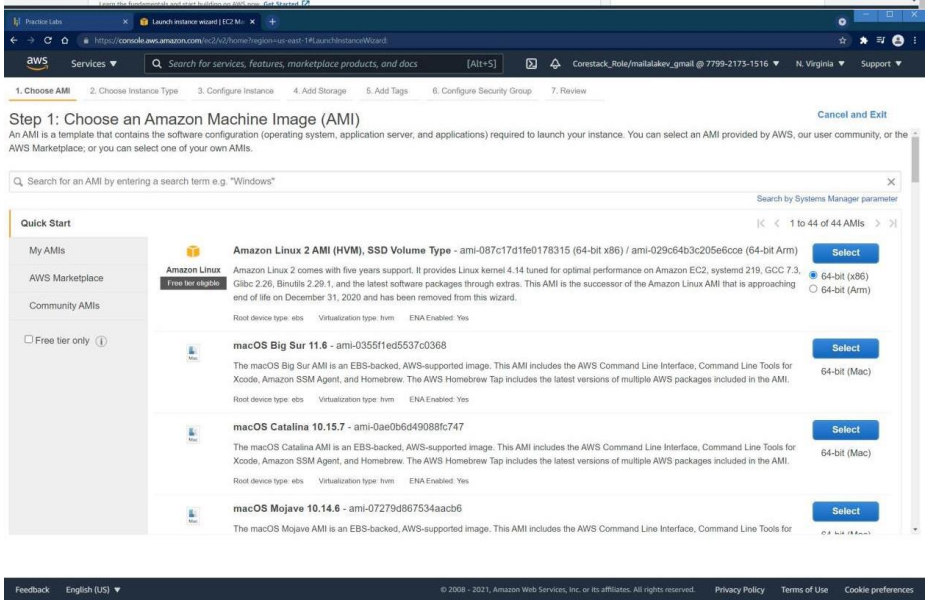 Learn the fundamentals and start building on AWS now. Get Started
Practice Labs
Launch instance wizard | EC2 Ma
https://console.aws.amazon.com/ec2/v2/home?region=us-east-1#LaunchInstanceWizard:
aws Services ▼ Search for services, features, marketplace products, and docs [Alt+S] Corestack_Role/mailalakev_gmail @ 7799-2173-1516 ▼ N. Virginia ▼ Support ▼
1. Choose AMI 2. Choose Instance Type 3. Configure Instance 4. Add Storage 5. Add Tags 6. Configure Security Group 7. Review
Step 1: Choose an Amazon Machine Image (AMI) Cancel and Exit
An AMI is a template that contains the software configuration (operating system, application server, and applications) required to launch your instance. You can select an AMI provided by AWS, our user community, or the
AWS Marketplace; or you can select one of your own AMIs.
Search for an AMI by entering a search term e.g. "Windows"
Search by Systems Manager parameter
Quick Start
1 to 44 of 44 AMIs
My AMIs
AWS Marketplace
Community AMIs
Free tier only
Amazon Linux
Free tier eligible
Amazon Linux 2 AMI (HVM), SSD Volume Type - ami-087c17d1fe0178315 (64-bit x86) / ami-029c64b3c205e6cce (64-bit Arm)
Amazon Linux 2 comes with five years support. It provides Linux kernel 4.14 tuned for optimal performance on Amazon EC2, systemd 219, GCC 7.3,
Glibc 2.26, Binutils 2.29.1, and the latest software packages through extras. This AMI is the successor of the Amazon Linux AMI that is approaching
end of life on December 31, 2020 and has been removed from this wizard.
Root device type: ebs Virtualization type: hvm ENA Enabled: Yes
Select
64-bit (x86)
64-bit (Arm)
Mac
macOS Big Sur 11.6 - ami-0355f1ed5537c0368
The macOS Big Sur AMI is an EBS-backed, AWS-supported image. This AMI includes the AWS Command Line Interface, Command Line Tools for
Xcode, Amazon SSM Agent, and Homebrew. The AWS Homebrew Tap includes the latest versions of multiple AWS packages included in the AMI.
Root device type: ebs Virtualization type: hvm ENA Enabled: Yes
Select
64-bit (Mac)
Mac
macOS Catalina 10.15.7 - ami-0ae0b6d49088fc747
The macOS Catalina AMI is an EBS-backed, AWS-supported image. This AMI includes the AWS Command Line Interface, Command Line Tools for
Xcode, Amazon SSM Agent, and Homebrew. The AWS Homebrew Tap includes the latest versions of multiple AWS packages included in the AMI.
Root device type: ebs Virtualization type: hvm ENA Enabled: Yes
Select
64-bit (Mac)
Mac
macOS Mojave 10.14.6 - ami-07279d867534aacb6
The macOS Mojave AMI is an EBS-backed, AWS-supported image. This AMI includes the AWS Command Line Interface, Command Line Tools for
Select
64-bit (Mac)
Feedback English (US) ▼ © 2008 - 2021, Amazon Web Services, Inc. or its affiliates. All rights reserved. Privacy Policy Terms of Use Cookie preferences